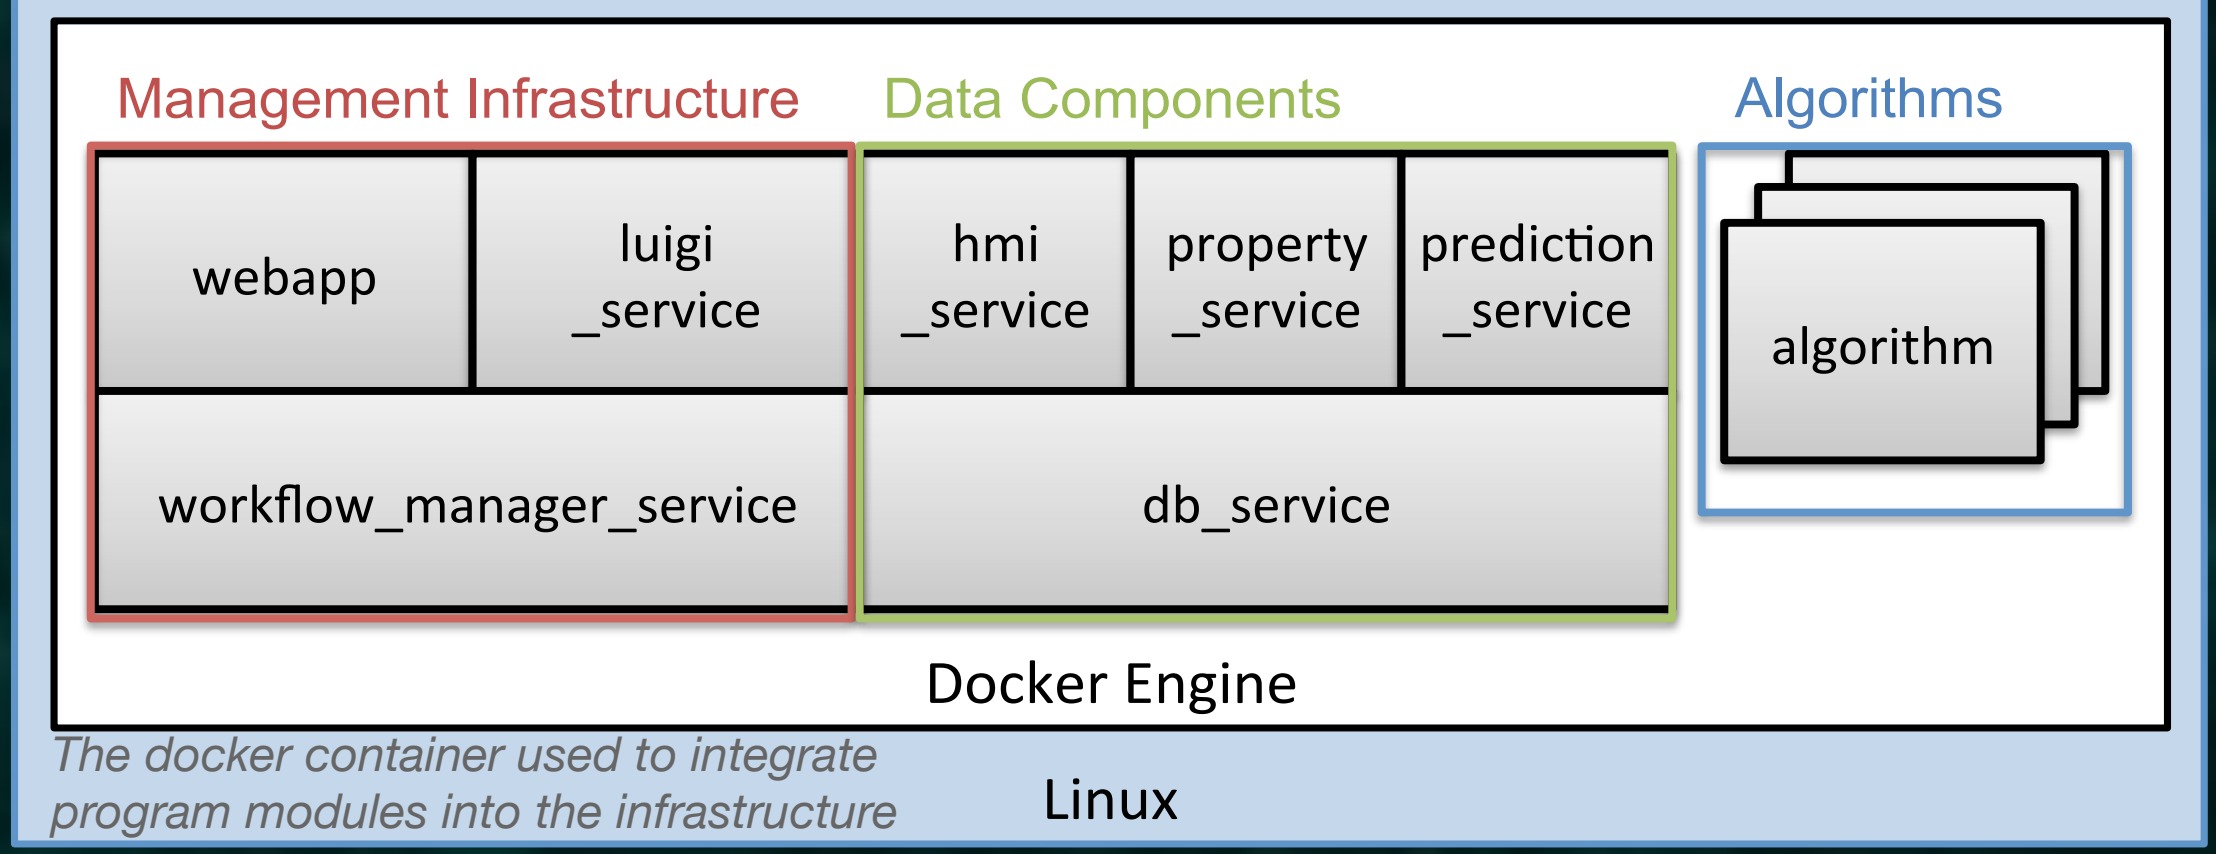 Management Infrastructure
Data Components
Algorithms
webapp
luigi
_service
hmi
_service
property
_service
prediction
_service
algorithm
workflow_manager_service
db_service
Docker Engine
The docker container used to integrate
program modules into the infrastructure
Linux